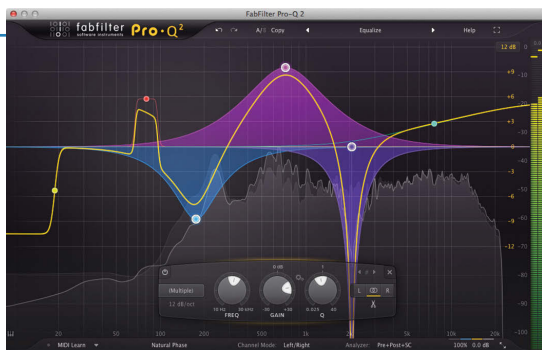 FabFilter Pro-Q 2
fabfilter Pro·Q²
software instruments
A/B Copy Equalize Help
12 dB
+9 -10
+6
+3
0
-3
-6
-9
-12
-20
-30
-40
-50
-60
-70
-80
-90
-100
0 dB
(Multiple)
12 dB/oct
10 Hz 30 kHz -30 +30 0.025 40
FREQ GAIN Q
L R
20 50 100 200 500 1k 2k 5k 10k 20k
MIDI Learn Natural Phase Channel Mode: Left/Right Analyzer: Pre+Post+SC 100% 0.0 dB